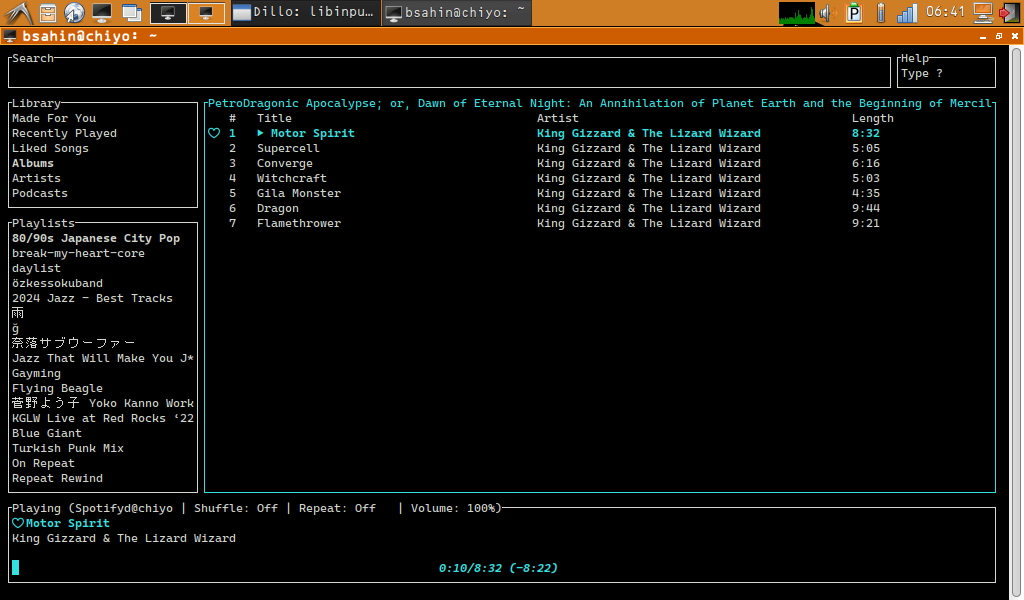 Dillo: libinpu…
bsahin@chiyo: ~
P
06:41
bsahin@chiyo: ~
Search
Help
Type ?
Library
Made For You
Recently Played
Liked Songs
Albums
Artists
Podcasts
Playlists
80/90s Japanese City Pop
break-my-heart-core
daylist
özkessokuband
2024 Jazz - Best Tracks
雨
ğ
奈落サブウーファー
Jazz That Will Make You J*
Gayming
Flying Beagle
菅野よう子 Yoko Kanno Work
KGLW Live at Red Rocks ‘22
Blue Giant
Turkish Punk Mix
On Repeat
Repeat Rewind
PetroDragonic Apocalypse; or, Dawn of Eternal Night: An Annihilation of Planet Earth and the Beginning of Mercil
# Title Artist Length
♡ 1 ▶ Motor Spirit King Gizzard & The Lizard Wizard 8:32
2 Supercell King Gizzard & The Lizard Wizard 5:05
3 Converge King Gizzard & The Lizard Wizard 6:16
4 Witchcraft King Gizzard & The Lizard Wizard 5:03
5 Gila Monster King Gizzard & The Lizard Wizard 4:35
6 Dragon King Gizzard & The Lizard Wizard 9:44
7 Flamethrower King Gizzard & The Lizard Wizard 9:21
Playing (Spotifyd@chiyo | Shuffle: Off | Repeat: Off | Volume: 100%)
♡Motor Spirit
King Gizzard & The Lizard Wizard
0:10/8:32 (-8:22)